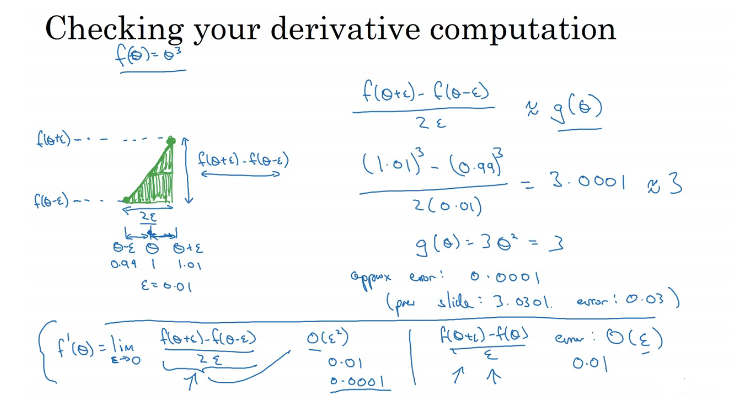 Checking your derivative computation
f(θ) = θ³
f(θ+ε) - f(θ-ε) / 2ε ≈ g(θ)
f(θ+ε)
f(θ+ε) - f(θ-ε)
f(θ-ε)
(1.01)³ - (0.99)³ / 2(0.01) = 3.0001 ≈ 3
2ε
θ-ε θ θ+ε
0.99 1 1.01
ε = 0.01
g(θ) = 3θ² = 3
approx error: 0.0001
(prev slide: 3.0301. error: 0.03)
f'(θ) = lim ε→0 f(θ+ε) - f(θ-ε) / 2ε O(ε²)
0.01
0.0001
f(θ+ε) - f(θ) / ε error: O(ε)
0.01